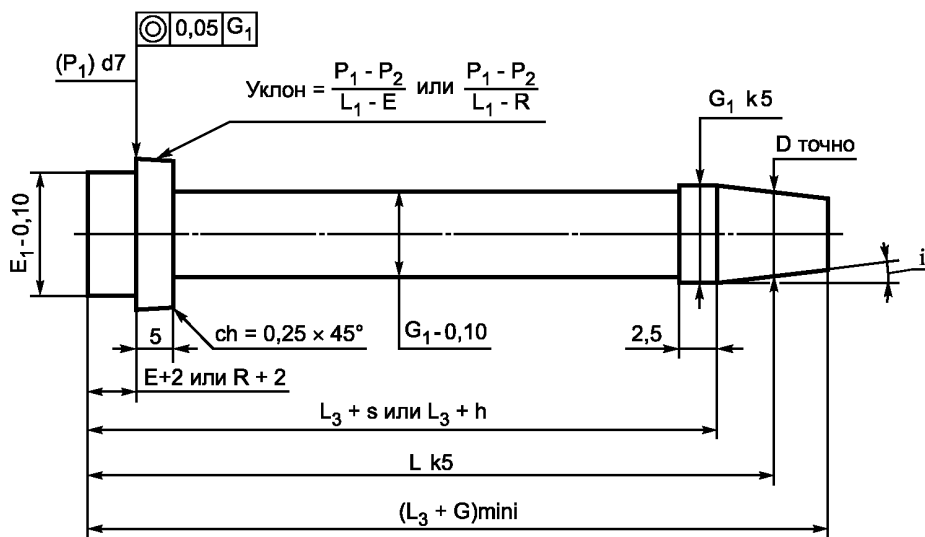 ◎ 0,05 G₁
(P₁) d7
Уклон = (P₁ - P₂)/(L₁ - E) или (P₁ - P₂)/(L₁ - R)
G₁ k5
D точно
E₁-0,10
i
5
ch = 0,25 × 45°
G₁-0,10
2,5
E+2 или R + 2
L₃ + s или L₃ + h
L k5
(L₃ + G)mini